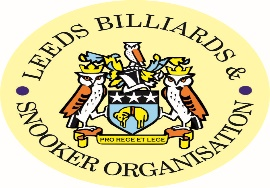 LEEDS BILLIARDS &
SNOOKER ORGANISATION
PRO REGE ET LEGE